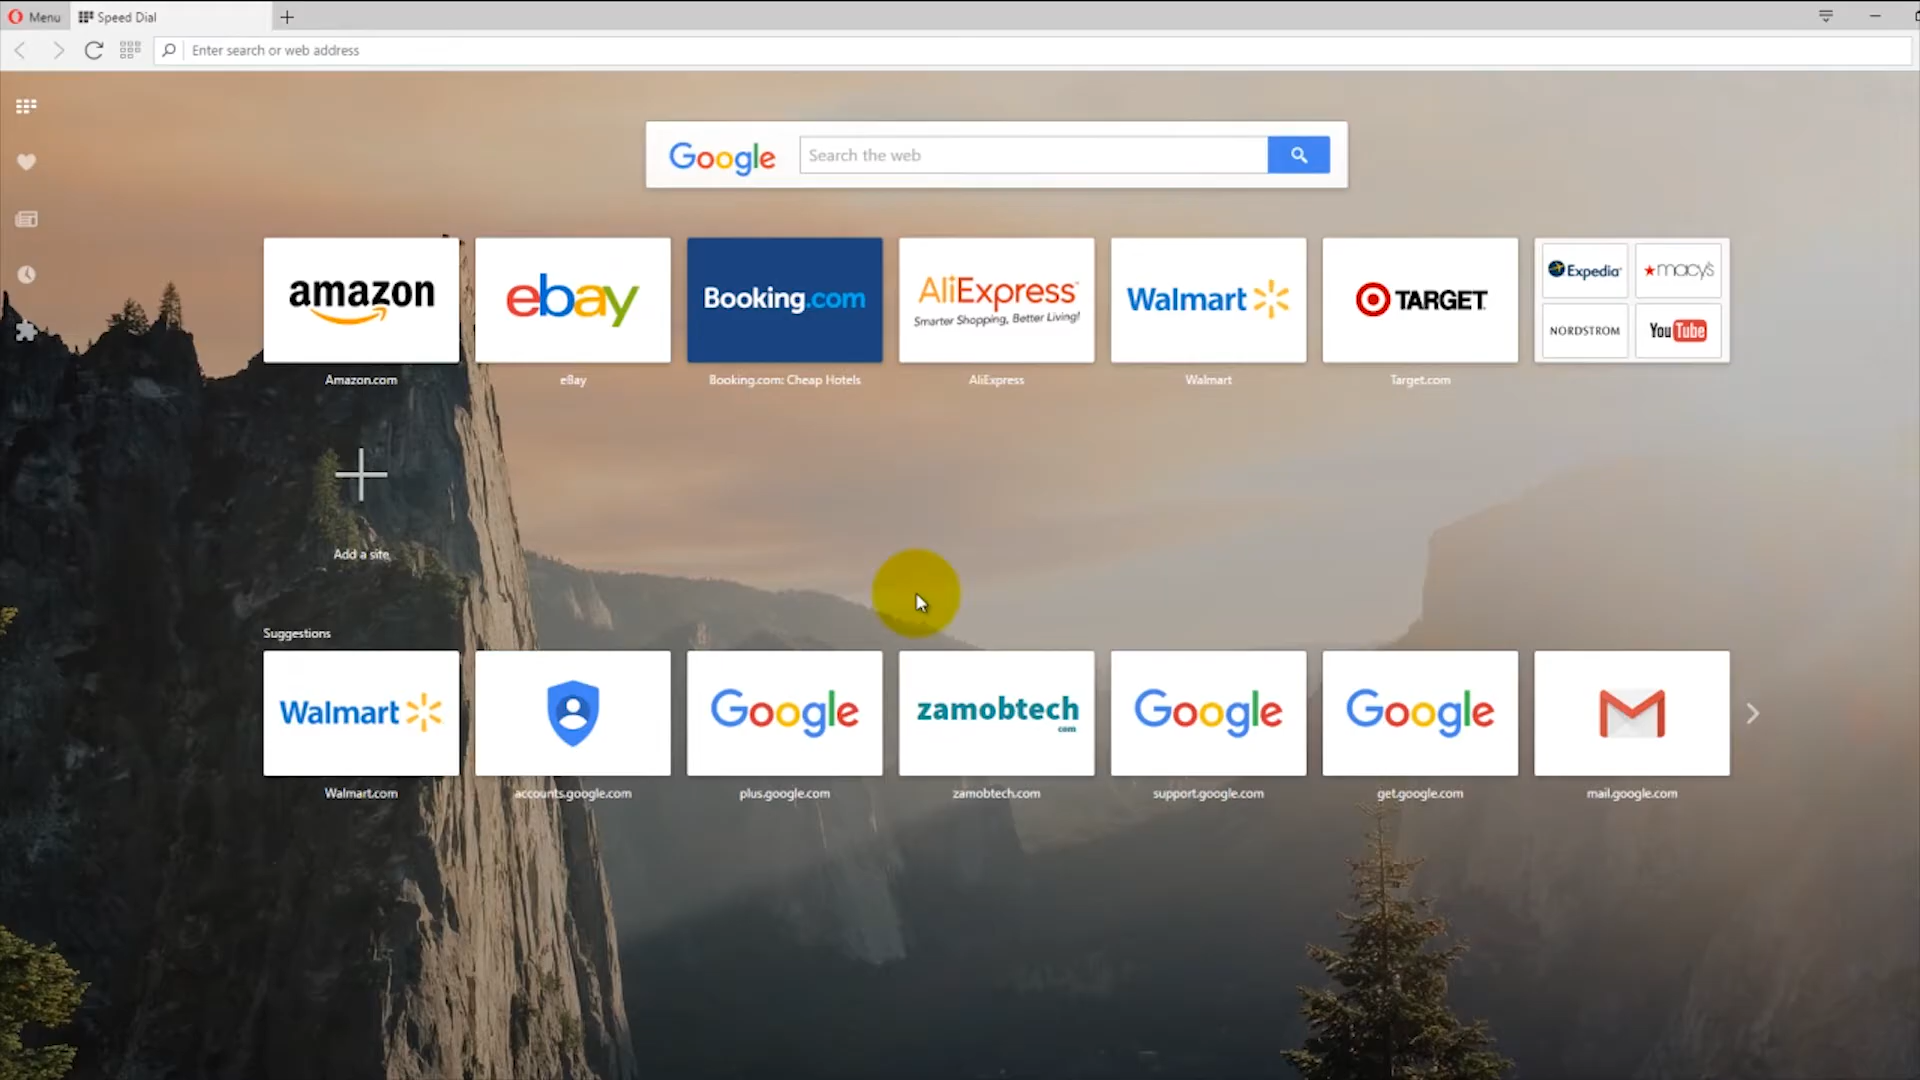 Menu
Speed Dial
Enter search or web address
Google
Search the web
amazon
ebay
Booking.com
AliExpress
Smarter Shopping, Better Living!
Walmart
TARGET
Expedia
macy's
NORDSTROM
YouTube
Amazon.com
eBay
Booking.com: Cheap Hotels
AliExpress
Walmart
Target.com
Add a site
Suggestions
Walmart
Google
zamobtech
com
Google
Google
Walmart.com
accounts.google.com
plus.google.com
zamobtech.com
support.google.com
get.google.com
mail.google.com